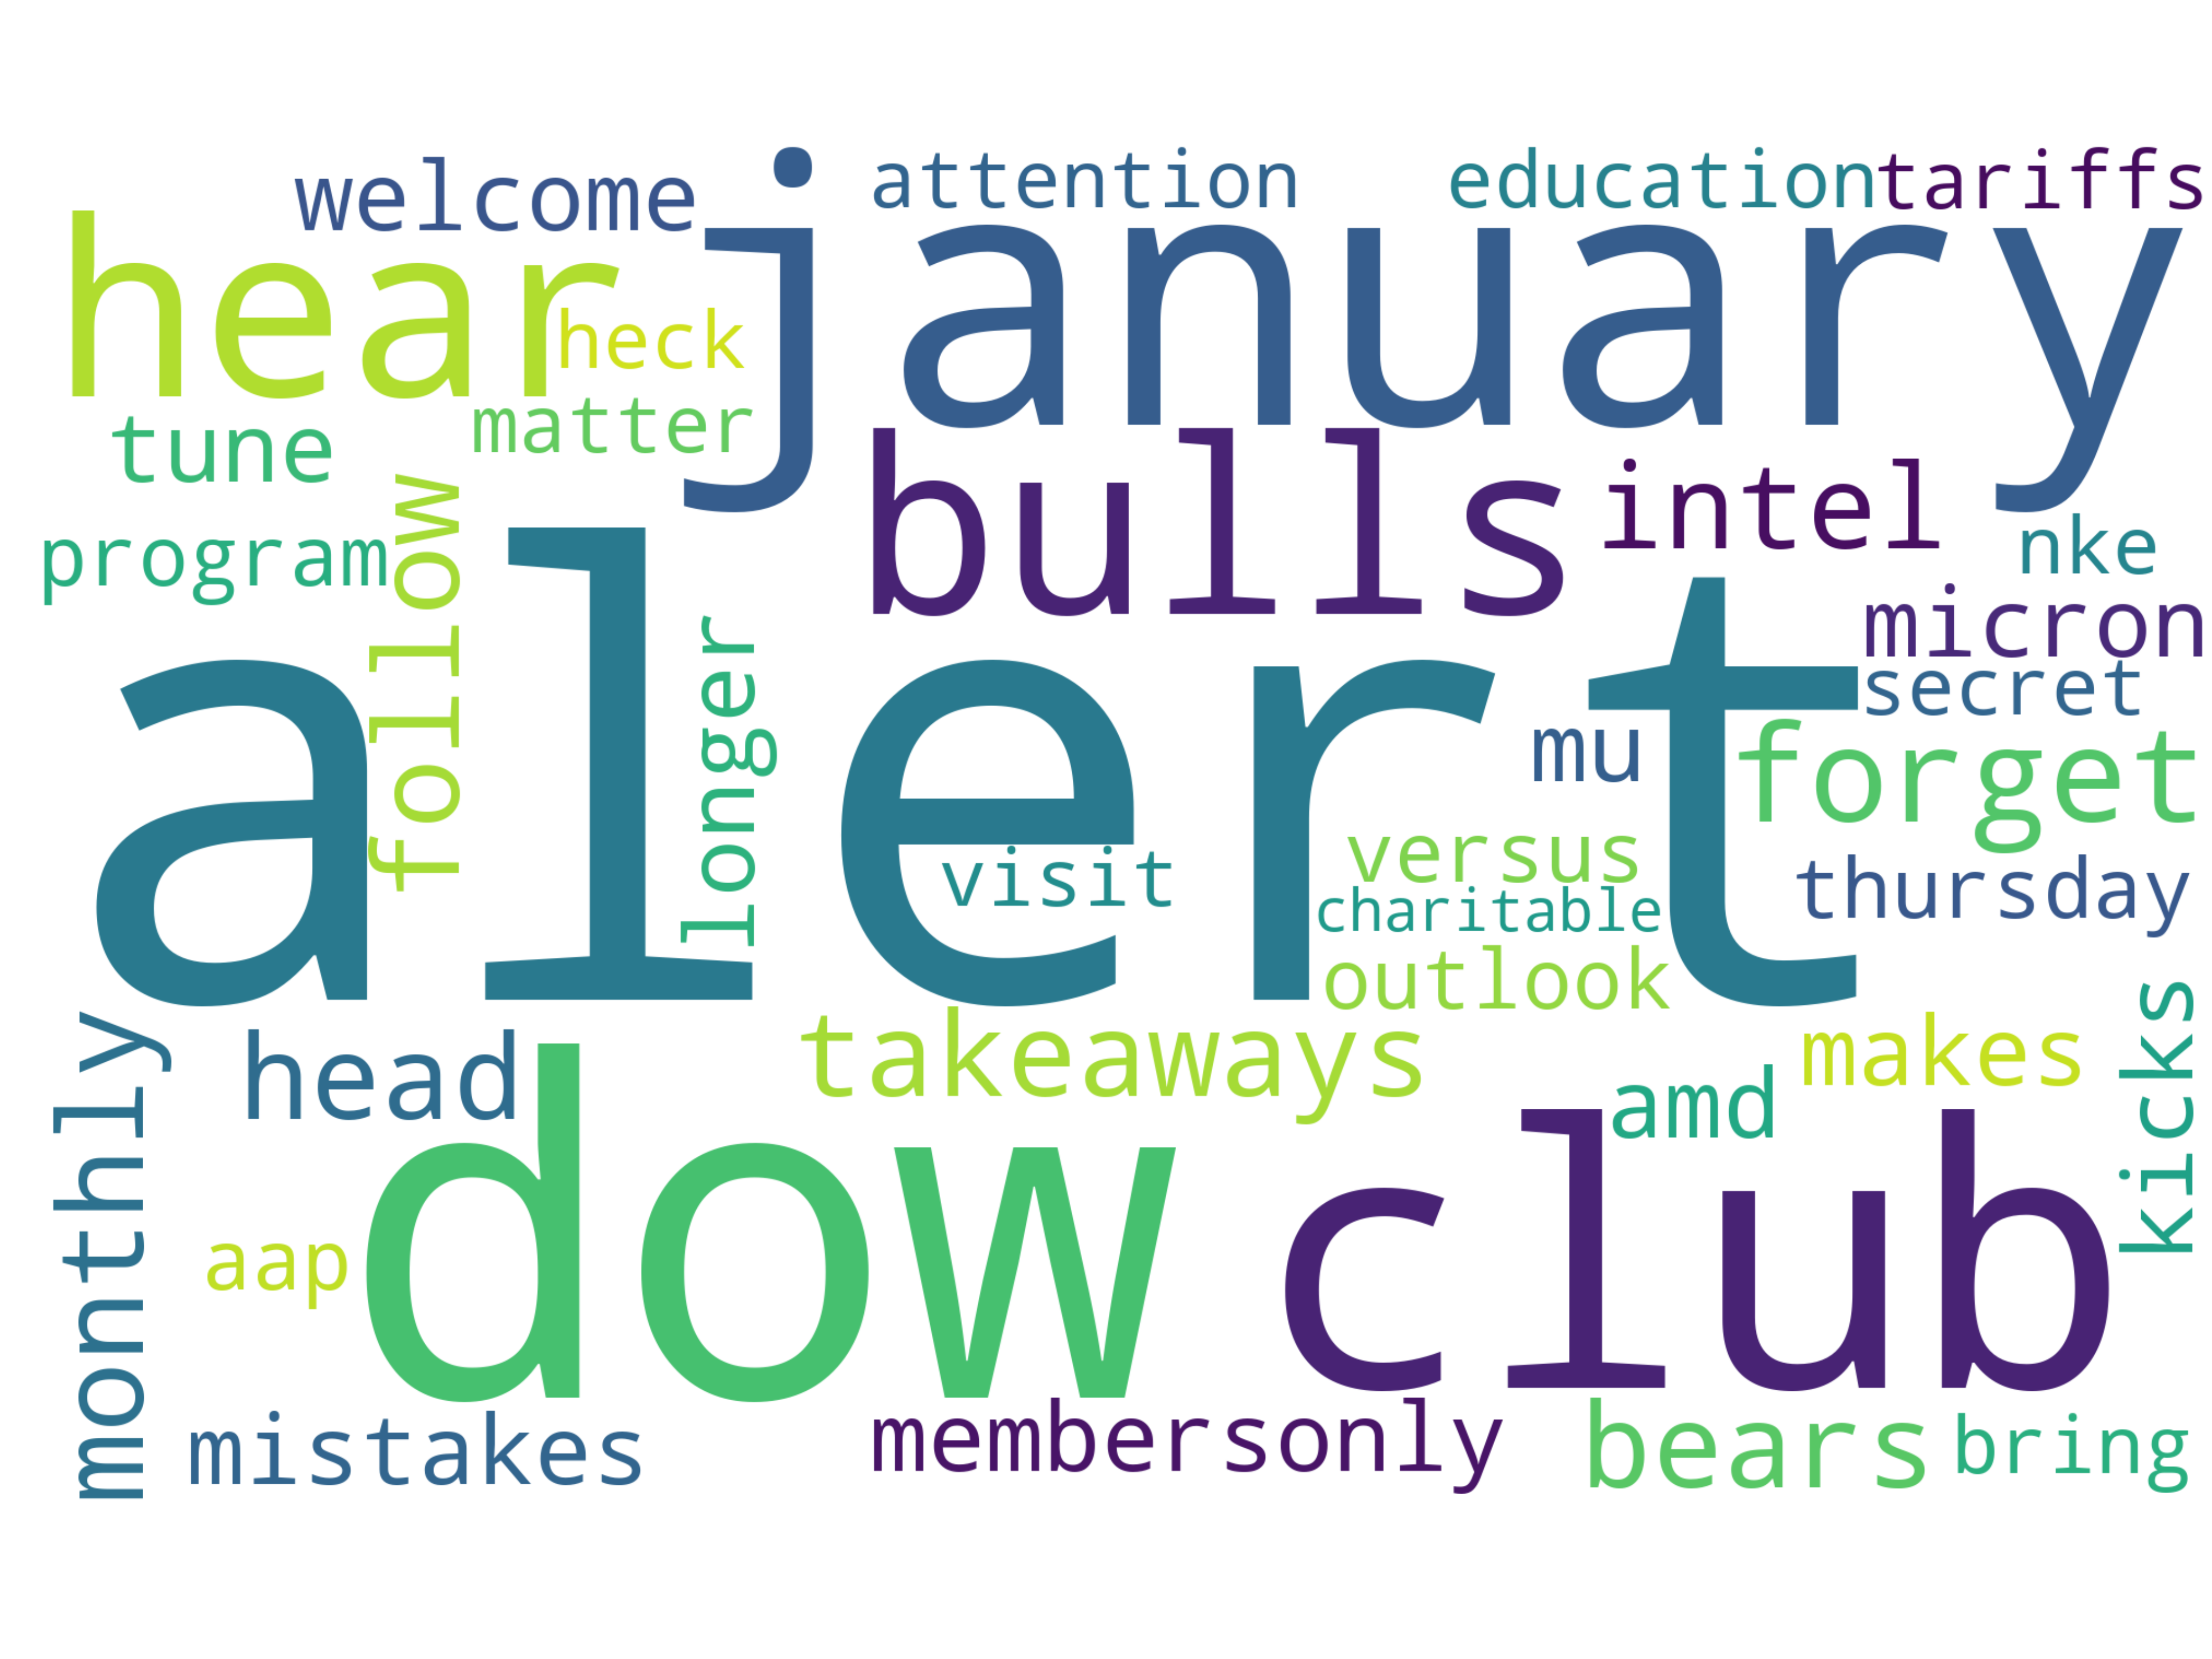 welcome
attention
education
tariffs
january
hear
heck
matter
tune
bulls
intel
nke
program
follow
micron
secret
alert
longer
mu
forget
versus
visit
charitable
thursday
outlook
takeaways
makes
kicks
monthly
head
amd
dow
club
aap
mistakes
membersonly
bears
bring